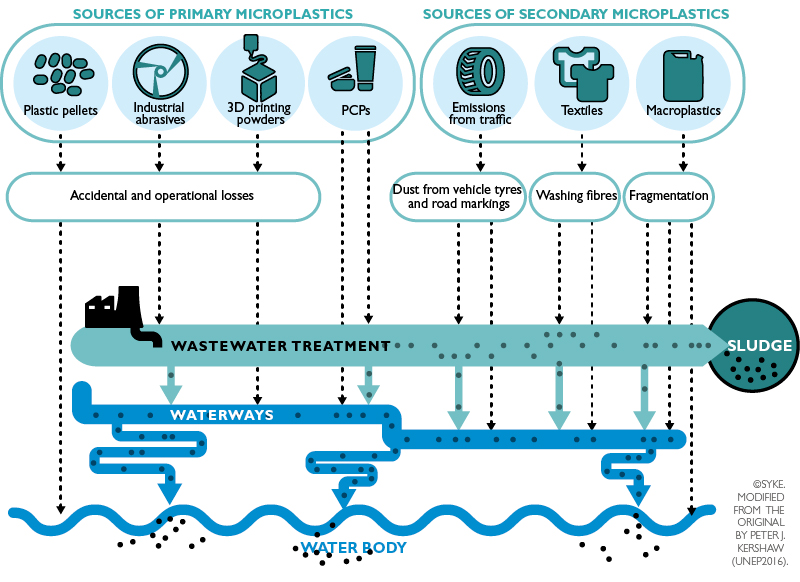 SOURCES OF PRIMARY MICROPLASTICS
SOURCES OF SECONDARY MICROPLASTICS
Plastic pellets
Industrial
abrasives
3D printing
powders
PCPs
Emissions
from traffic
Textiles
Macroplastics
Accidental and operational losses
Dust from vehicle tyres
and road markings
Washing fibres
Fragmentation
WASTEWATER TREATMENT
SLUDGE
WATERWAYS
WATER BODY
©SYKE.
MODIFIED
FROM THE
ORIGINAL
BY PETER J.
KERSHAW
(UNEP2016).